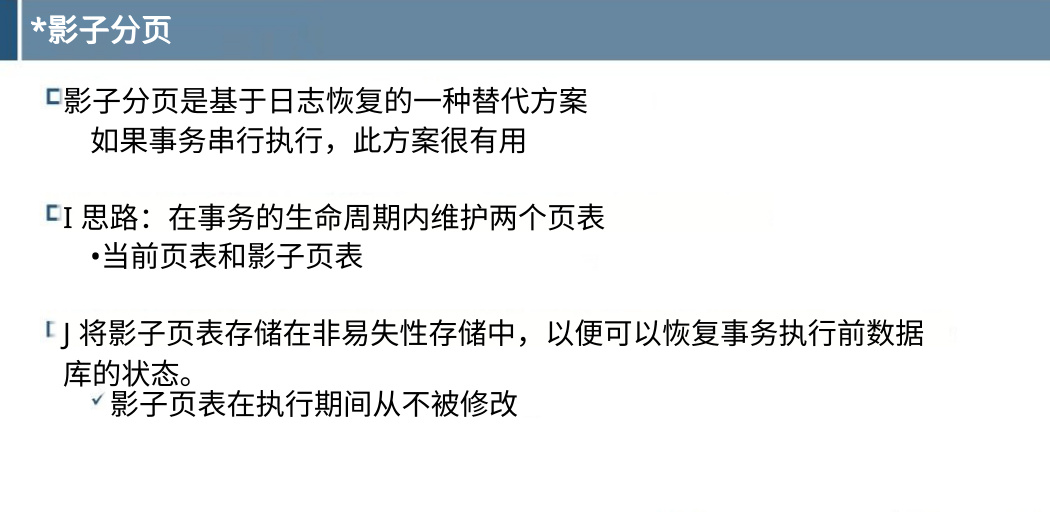 *影子分页
影子分页是基于日志恢复的一种替代方案
如果事务串行执行，此方案很有用
I 思路：在事务的生命周期内维护两个页表
•当前页表和影子页表
J 将影子页表存储在非易失性存储中，以便可以恢复事务执行前数据
库的状态。
影子页表在执行期间从不被修改